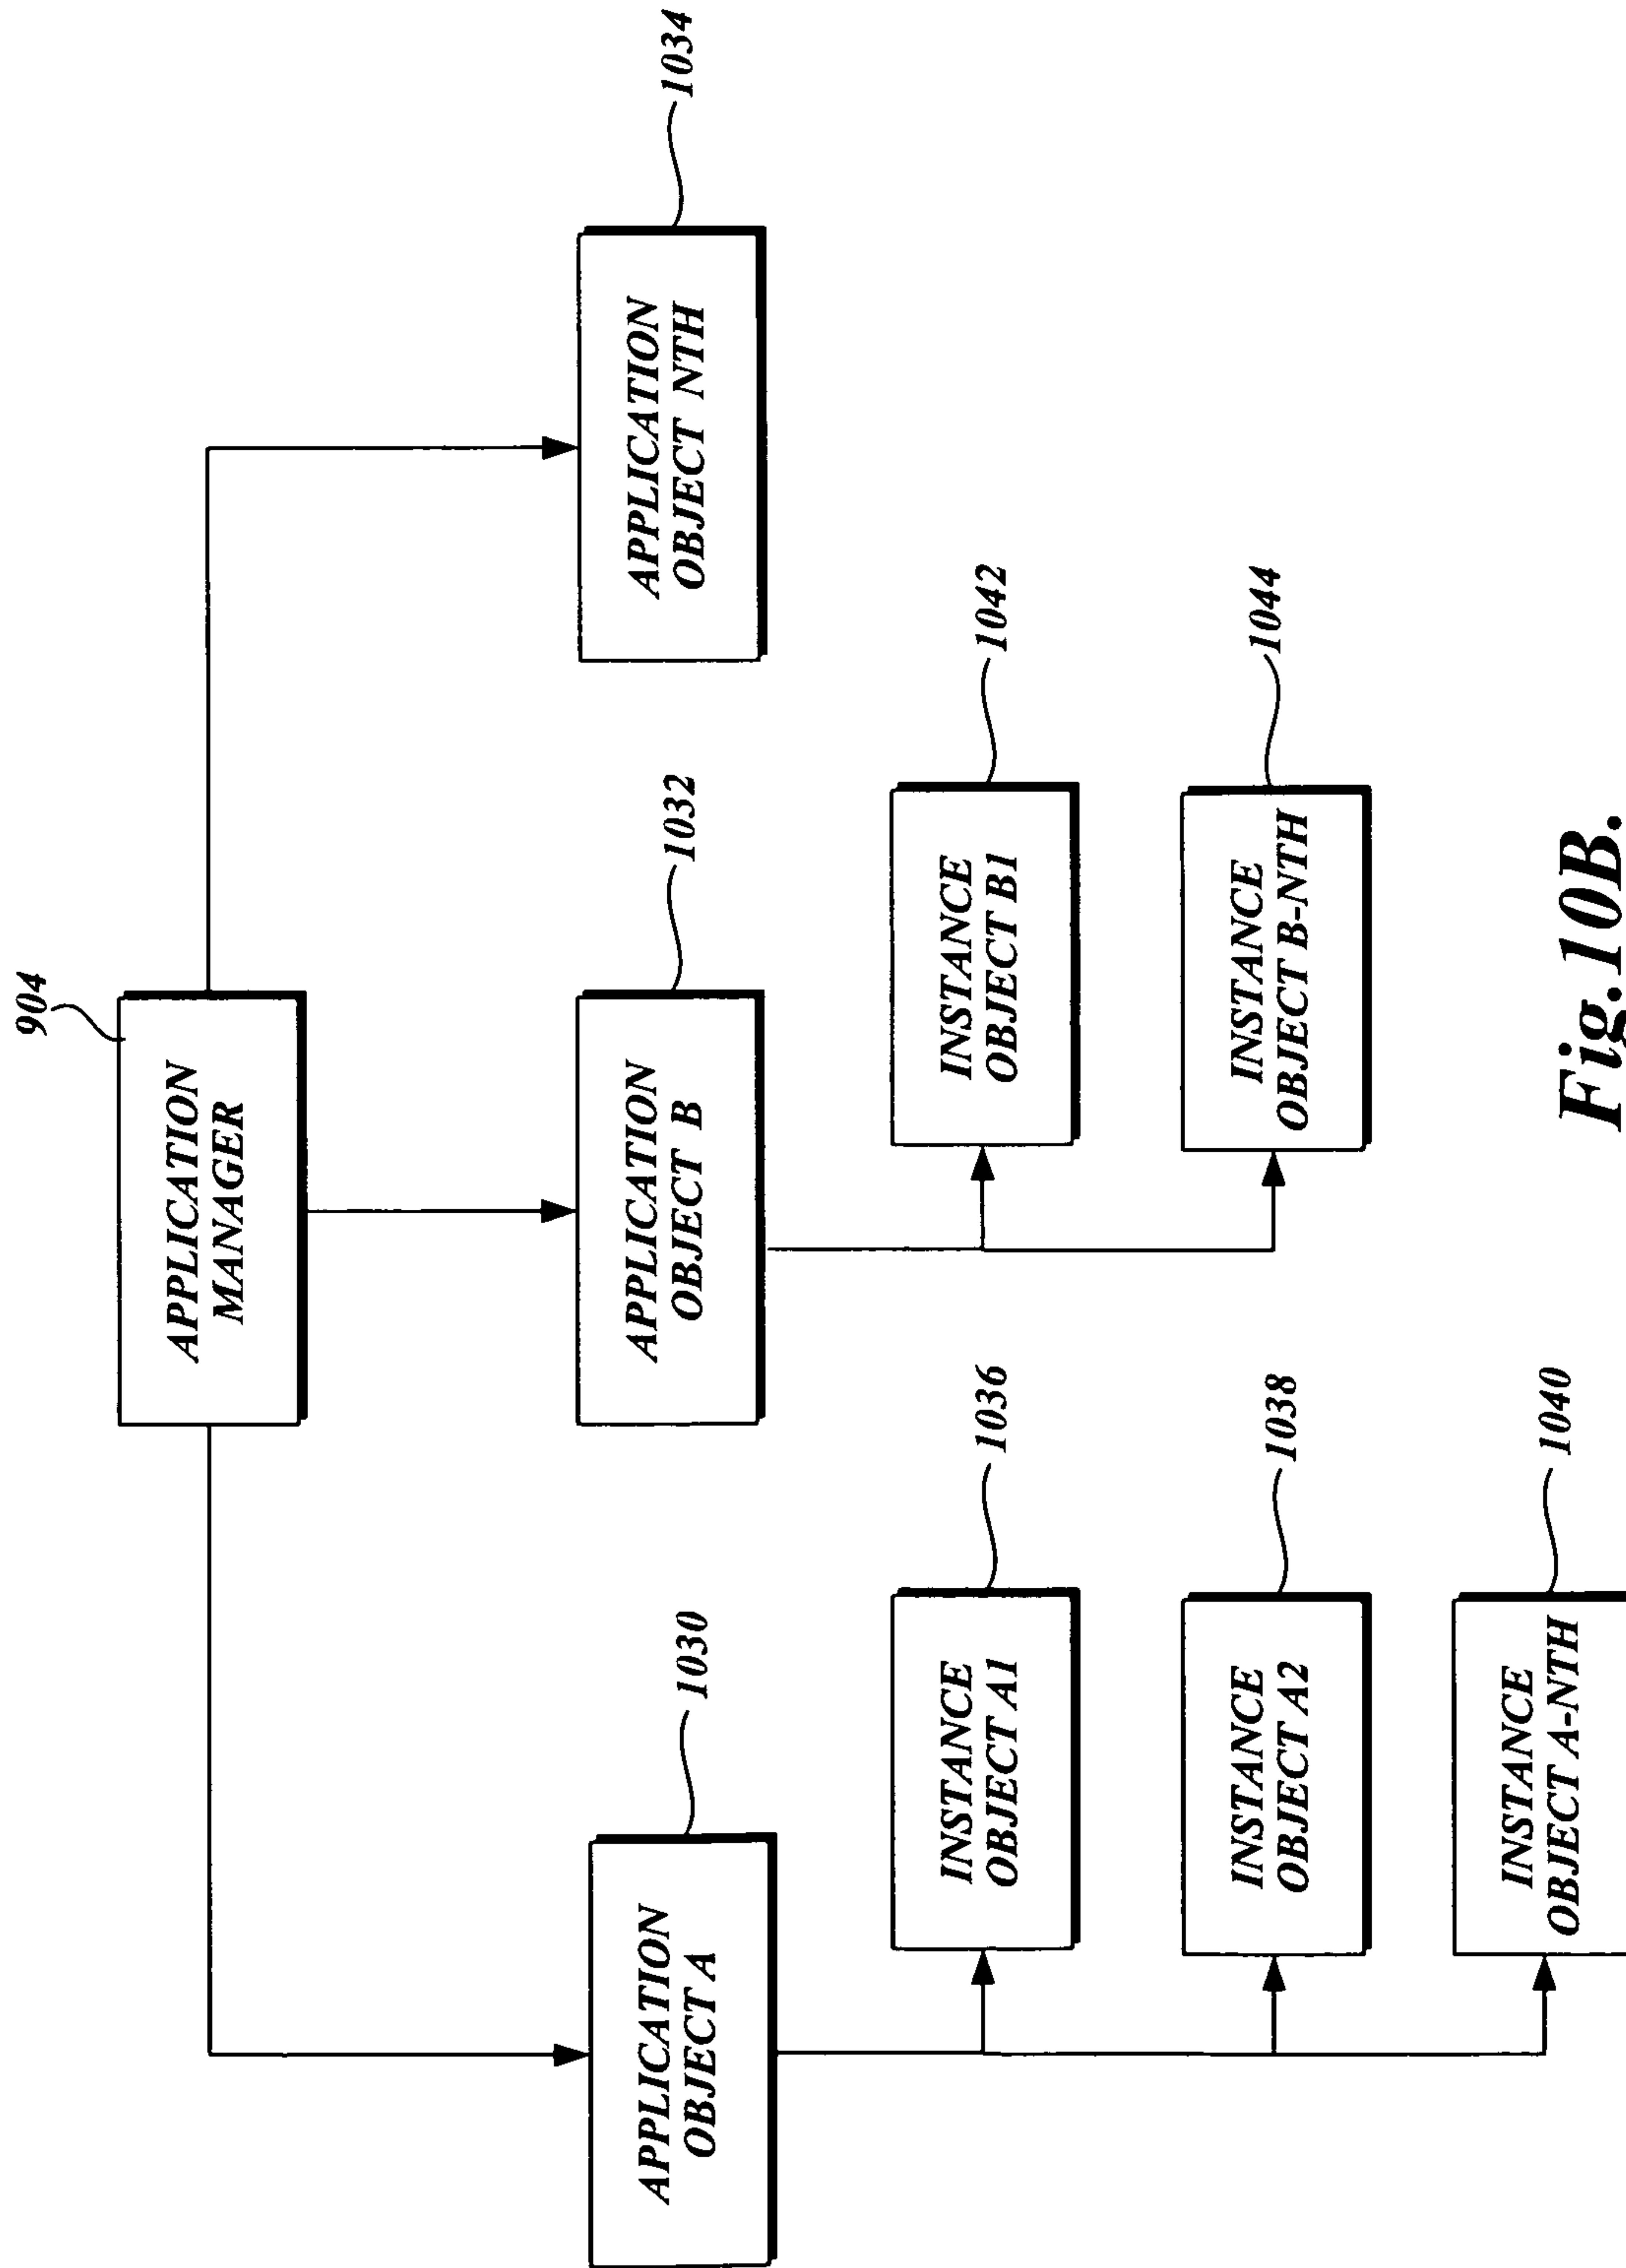 904
APPLICATION
MANAGER
APPLICATION
OBJECT A
1030
APPLICATION
OBJECT B
1032
APPLICATION
OBJECT NTH
1034
INSTANCE
OBJECT A1
1036
INSTANCE
OBJECT B1
1042
INSTANCE
OBJECT A2
1038
INSTANCE
OBJECT B-NTH
1044
INSTANCE
OBJECT A-NTH
1040
Fig.10B.